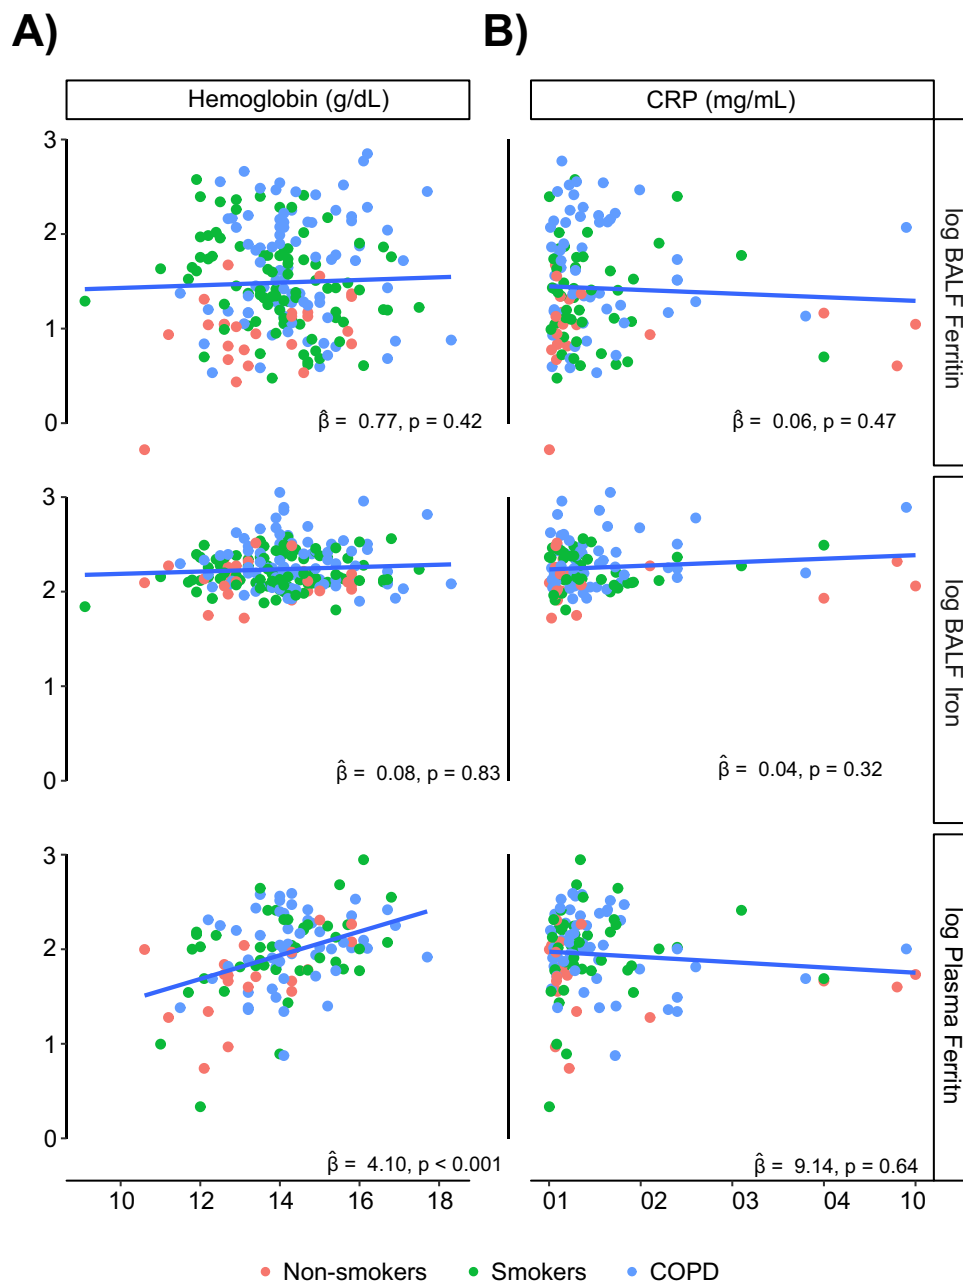 A) B)
Hemoglobin (g/dL) CRP (mg/mL)
3
2
1
0
β̂ = 0.77, p = 0.42 β̂ = 0.06, p = 0.47
log BALF Ferritin
3
2
1
0
β̂ = 0.08, p = 0.83 β̂ = 0.04, p = 0.32
log BALF Iron
3
2
1
0
β̂ = 4.10, p < 0.001 β̂ = 9.14, p = 0.64
log Plasma Ferritn
10 12 14 16 18 01 02 03 04 10
Non-smokers Smokers COPD